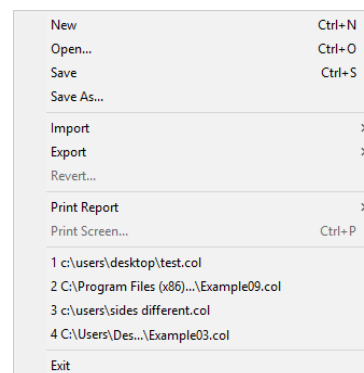 New Ctrl+N
Open... Ctrl+O
Save Ctrl+S
Save As...
Import >
Export >
Revert...
Print Report >
Print Screen... Ctrl+P
1 c:\users\desktop\test.col
2 C:\Program Files (x86)...\Example09.col
3 c:\users\sides different.col
4 C:\Users\Des...\Example03.col
Exit